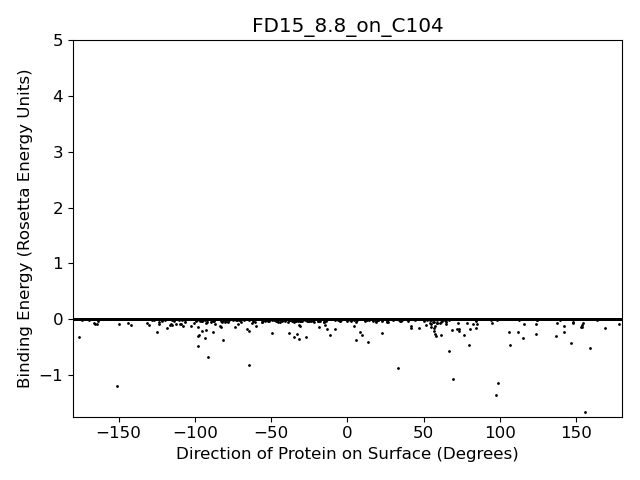 FD15_8.8_on_C104
Binding Energy (Rosetta Energy Units)
5
4
3
2
1
0
−1
−150 −100 −50 0 50 100 150
Direction of Protein on Surface (Degrees)